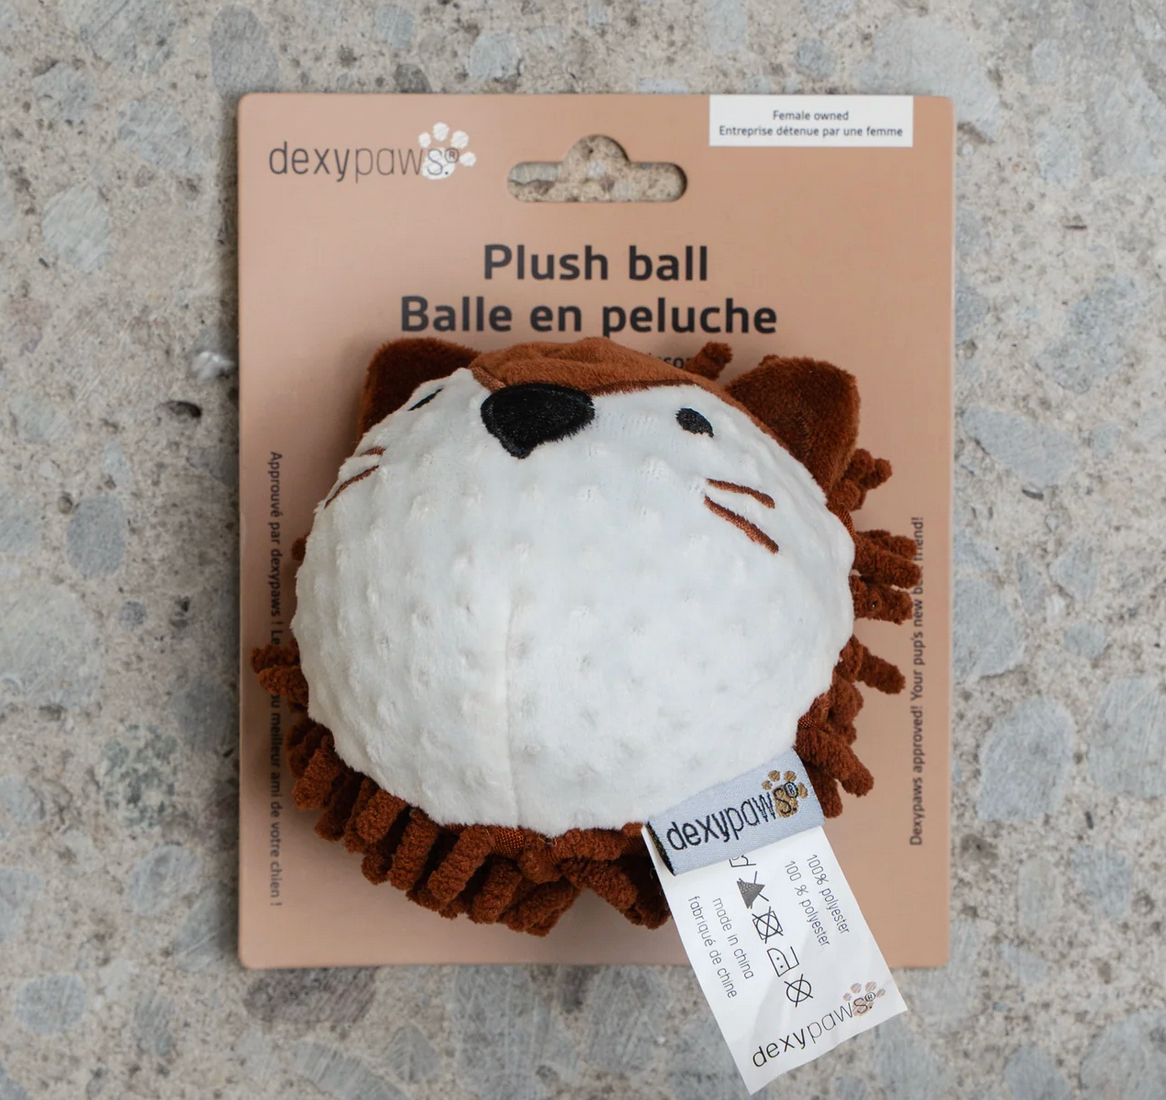 dexypaws®
Female owned
Entreprise détenue par une femme
Plush ball
Balle en peluche
Approuvé par dexypaws ! Le meilleur ami de votre chien !
Dexypaws approved! Your pup's new friend!
dexypaws®
100% polyester
100 % polyester
made in china
fabriqué de chine
dexypaws®